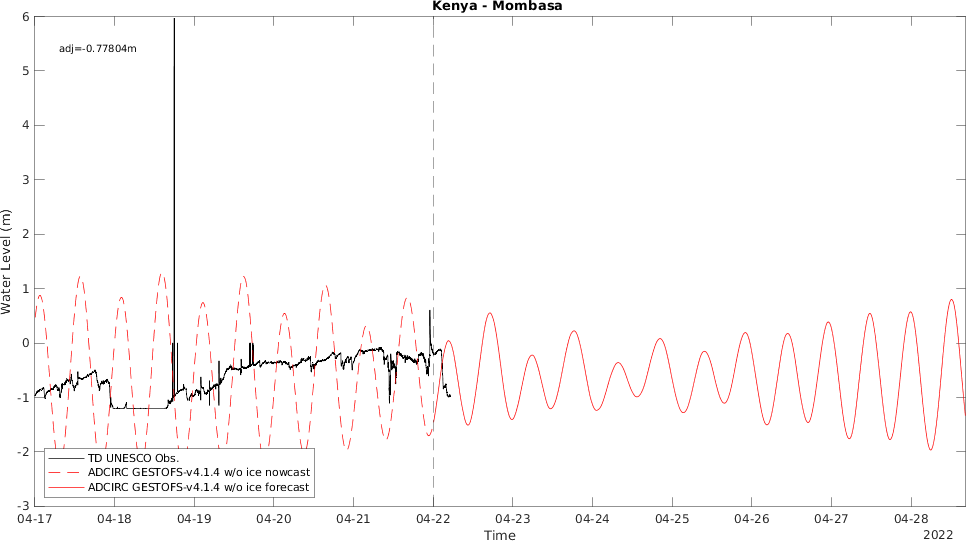 Kenya - Mombasa
adj=-0.77804m
Water Level (m)
6
5
4
3
2
1
0
-1
-2
-3
TD UNESCO Obs.
ADCIRC GESTOFS-v4.1.4 w/o ice nowcast
ADCIRC GESTOFS-v4.1.4 w/o ice forecast
04-17 04-18 04-19 04-20 04-21 04-22 04-23 04-24 04-25 04-26 04-27 04-28
Time
2022